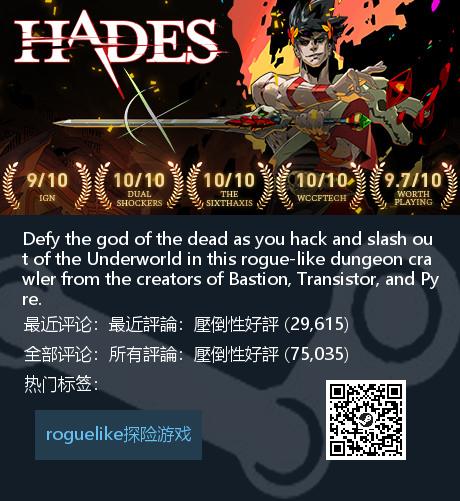 HADES
9/10
IGN
10/10
DUAL
SHOCKERS
10/10
THE
SIXTHAXIS
10/10
WCCFTECH
9.7/10
WORTH
PLAYING
Defy the god of the dead as you hack and slash ou
t of the Underworld in this rogue-like dungeon cra
wler from the creators of Bastion, Transistor, and Py
re.
最近评论：最近評論：壓倒性好評 (29,615)
全部评论：所有評論：壓倒性好評 (75,035)
热门标签：
roguelike探险游戏